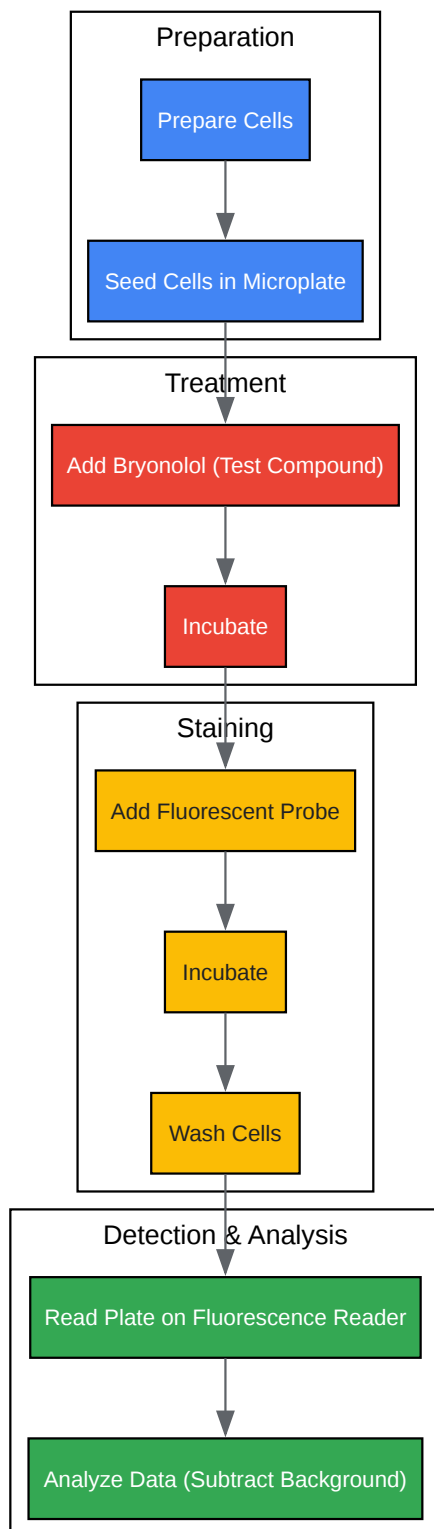 Preparation
Prepare Cells
Seed Cells in Microplate
Treatment
Add Bryonolol (Test Compound)
Incubate
Staining
Add Fluorescent Probe
Incubate
Wash Cells
Detection & Analysis
Read Plate on Fluorescence Reader
Analyze Data (Subtract Background)